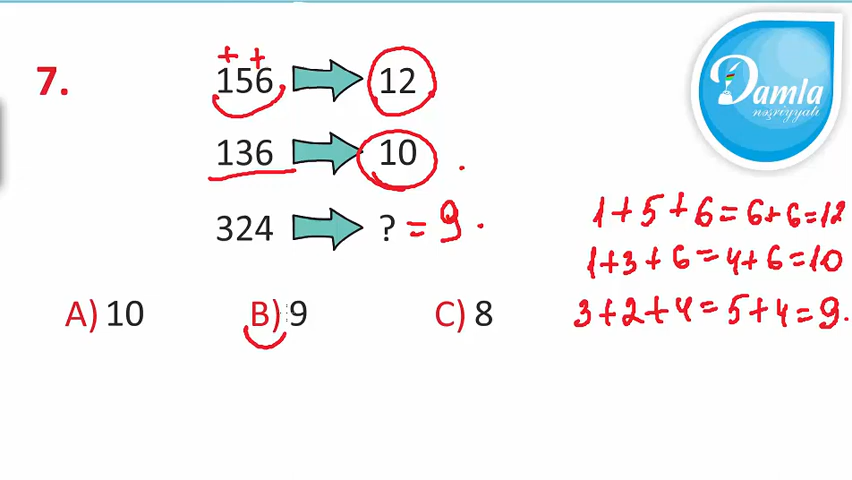 7.
+ +
156 12
136 10 .
324 ? = 9.
A) 10 B) 9 C) 8
Damla
nəşriyyatı
1+5+6=6+6=12
1+3+6=4+6=10
3+2+4=5+4=9.